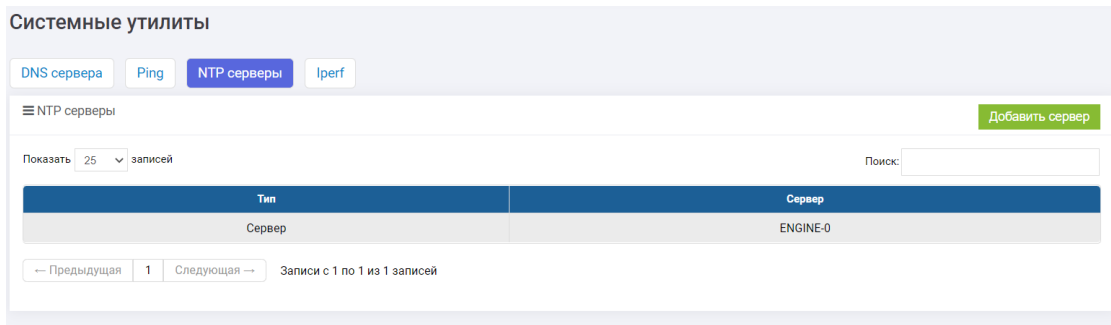 Системные утилиты
DNS сервера Ping NTP серверы Iperf
NTP серверы Добавить сервер
Показать 25 записей Поиск:
Тип Сервер
Сервер ENGINE-0
← Предыдущая 1 Следующая → Записи с 1 по 1 из 1 записей